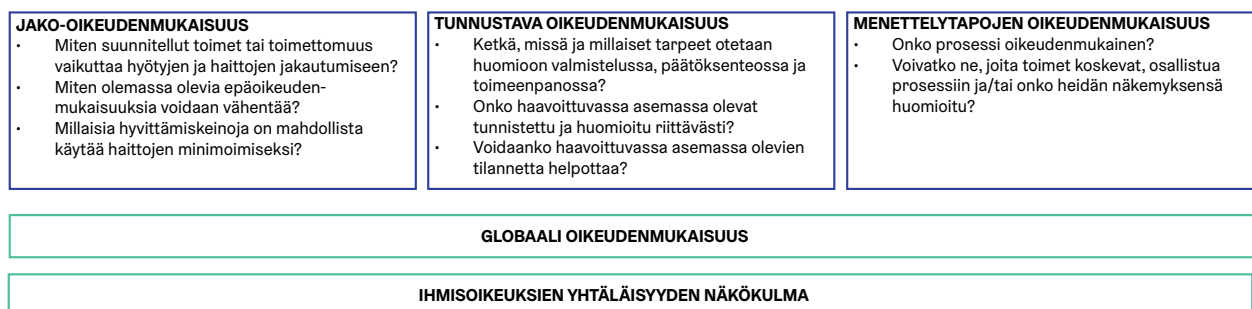 JAKO-OIKEUDENMUKAISUUS
• Miten suunnitellut toimet tai toimettomuus
vaikuttaa hyötyjen ja haittojen jakautumiseen?
• Miten olemassa olevia epäoikeuden-
mukaisuuksia voidaan vähentää?
• Millaisia hyvittämiskeinoja on mahdollista
käytää haittojen minimoimiseksi?
TUNNUSTAVA OIKEUDENMUKAISUUS
• Ketkä, missä ja millaiset tarpeet otetaan
huomioon valmistelussa, päätöksenteossa ja
toimeenpanossa?
• Onko haavoittuvassa asemassa olevat
tunnistettu ja huomioitu riittävästi?
• Voidaanko haavoittuvassa asemassa olevien
tilannetta helpottaa?
MENETTELYTAPOJEN OIKEUDENMUKAISUUS
• Onko prosessi oikeudenmukainen?
• Voivatko ne, joita toimet koskevat, osallistua
prosessiin ja/tai onko heidän näkemyksensä
huomioitu?
GLOBAALI OIKEUDENMUKAISUUS
IHMISOIKEUKSIEN YHTÄLÄISYYDEN NÄKÖKULMA